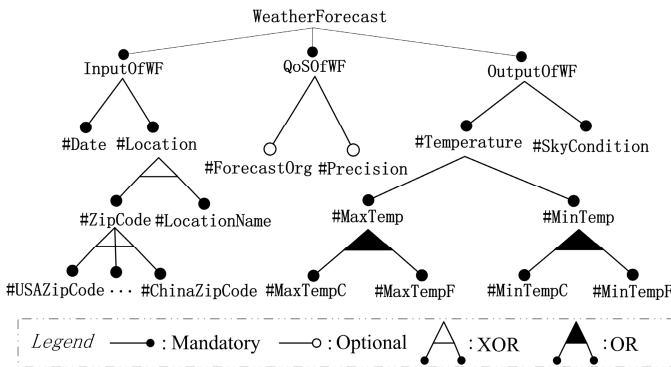 WeatherForecast
InputOfWF QoSOfWF OutputOfWF
#Date #Location #ForecastOrg #Precision #Temperature #SkyCondition
#ZipCode #LocationName #MaxTemp #MinTemp
#USAZipCode ... #ChinaZipCode #MaxTempC #MaxTempF #MinTempC #MinTempF
Legend : Mandatory : Optional : XOR : OR